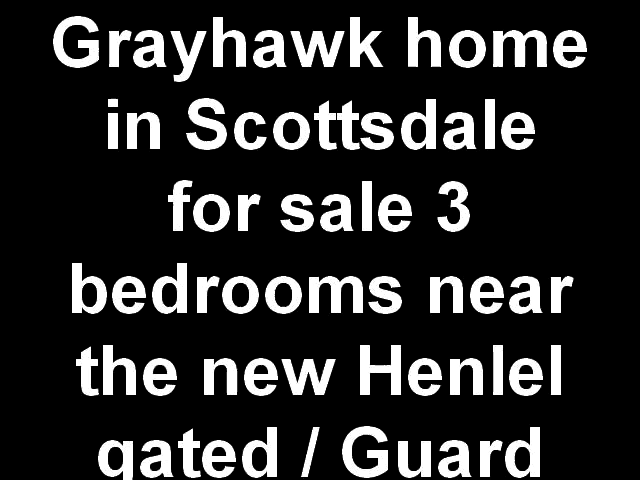 Grayhawk home
in Scottsdale
for sale 3
bedrooms near
the new Henlel
gated / Guard